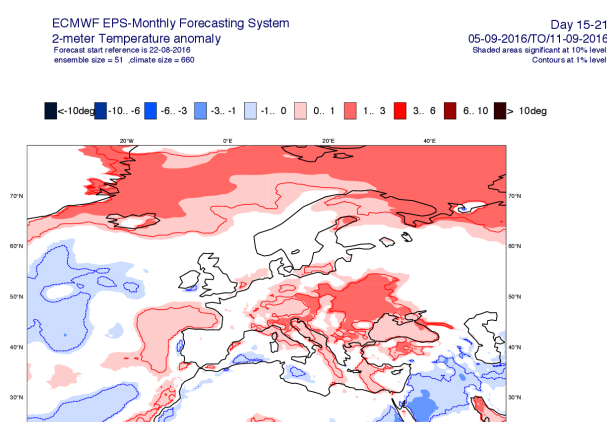 ECMWF EPS-Monthly Forecasting System
Day 15-21
2-meter Temperature anomaly
05-09-2016/TO/11-09-2016
Forecast start reference is 22-08-2016
Shaded areas significant at 10% level
ensemble size = 51 ,climate size = 660
Contours at 1% level
<-10deg -10.. -6 -6.. -3 -3.. -1 -1.. 0 0.. 1 1.. 3 3.. 6 6.. 10 > 10deg
20°W 0°E 20°E 40°E
70°N 70°N
60°N 60°N
50°N 50°N
40°N 40°N
30°N 30°N